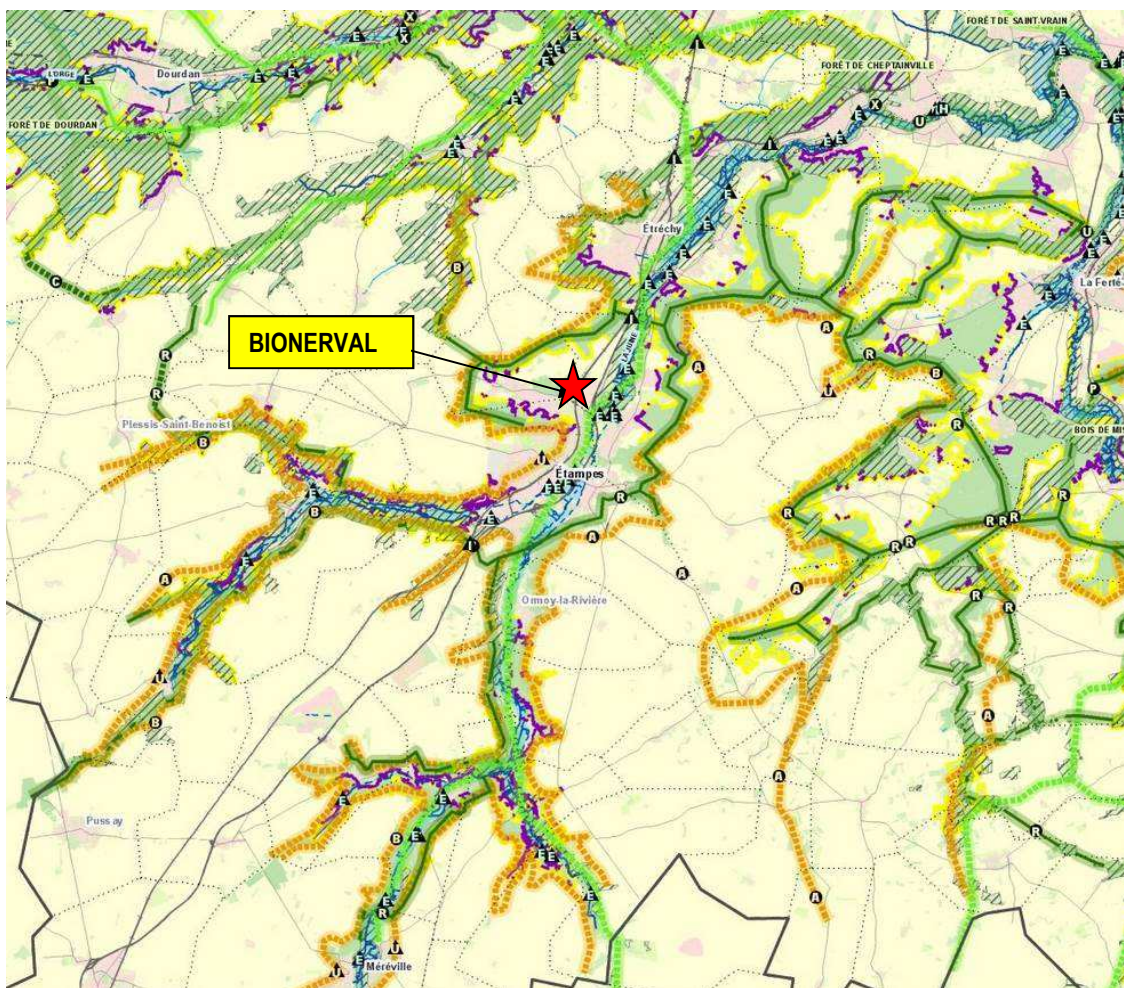 FORÊT DE SAINT-VRAIN
Dourdan
L'ORGE
FORÊT DE CHEPTAINVILLE
FORÊT DE DOURDAN
Étréchy
La Ferté
BIONERVAL
LA JUINE
Plessis-Saint-Benoist
BOIS DE MIS
Étampes
Ormoy-la-Rivière
Pussay
Méréville